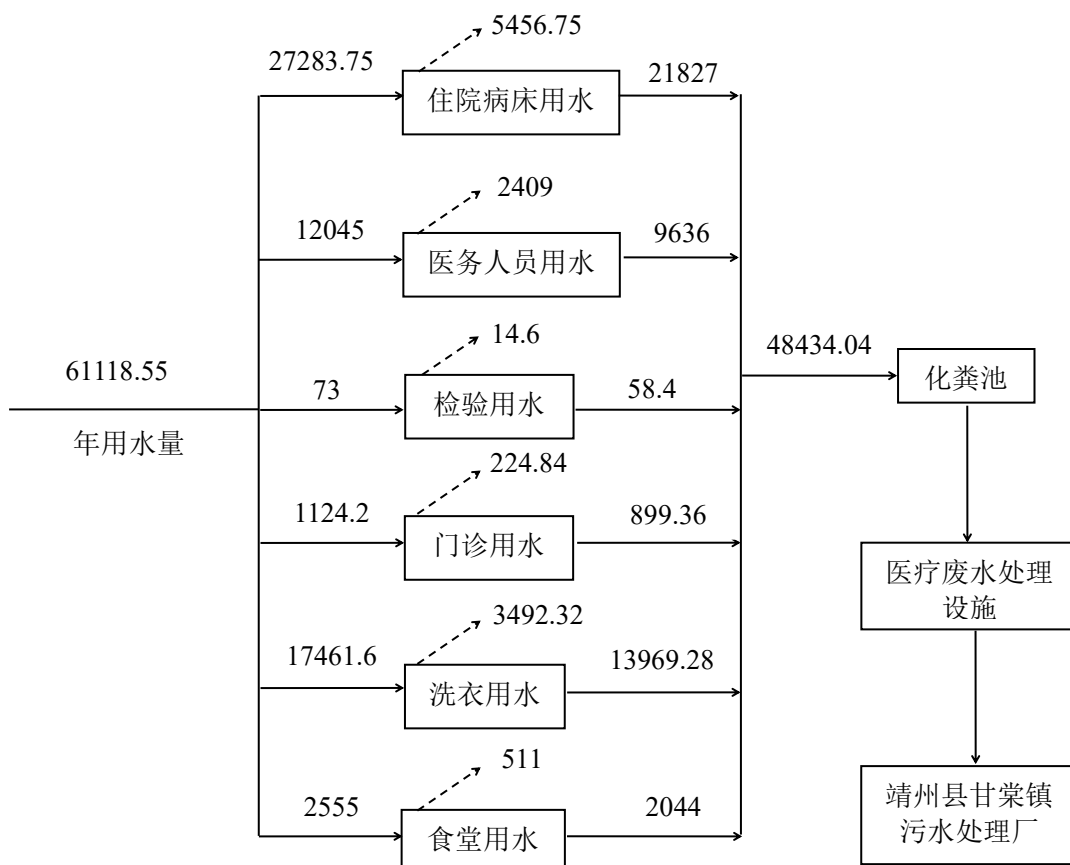 5456.75
27283.75
住院病床用水
21827
2409
12045
医务人员用水
9636
14.6
73
检验用水
58.4
61118.55
年用水量
48434.04
化粪池
224.84
1124.2
门诊用水
899.36
医疗废水处理
设施
3492.32
17461.6
洗衣用水
13969.28
511
2555
食堂用水
2044
靖州县甘棠镇
污水处理厂